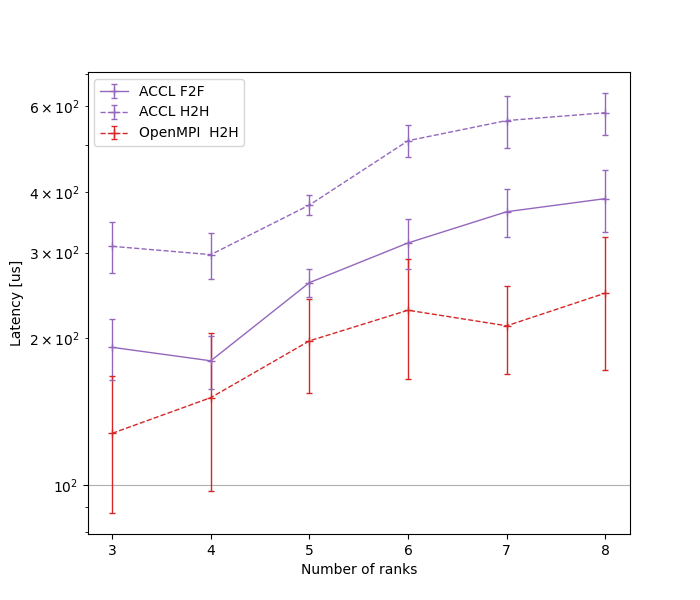 ACCL F2F
ACCL H2H
OpenMPI  H2H
6 × 10²
4 × 10²
3 × 10²
2 × 10²
10²
Latency [us]
3 4 5 6 7 8
Number of ranks